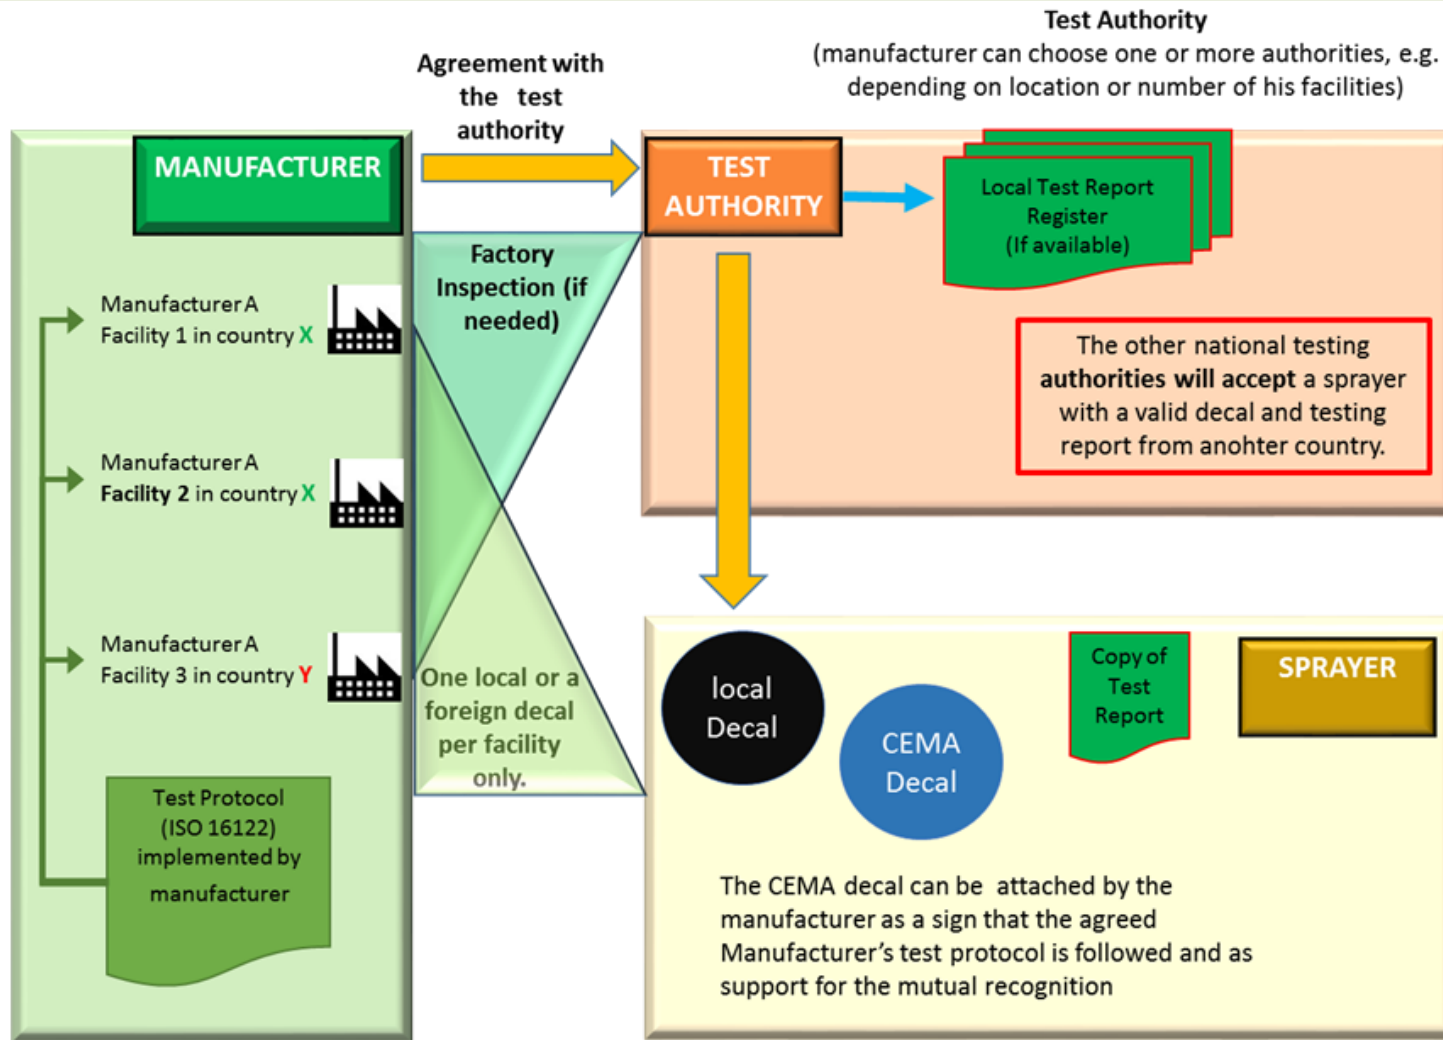 Test Authority
(manufacturer can choose one or more authorities, e.g.
depending on location or number of his facilities)
Agreement with
the test
authority
MANUFACTURER
TEST
AUTHORITY
Local Test Report
Register
(If available)
Factory
Inspection (if
needed)
Manufacturer A
Facility 1 in country X
The other national testing
authorities will accept a sprayer
with a valid decal and testing
report from anohter country.
Manufacturer A
Facility 2 in country X
Manufacturer A
Facility 3 in country Y
One local or a
foreign decal
per facility
only.
Test Protocol
(ISO 16122)
implemented by
manufacturer
local
Decal
CEMA
Decal
Copy of
Test
Report
SPRAYER
The CEMA decal can be attached by the
manufacturer as a sign that the agreed
Manufacturer's test protocol is followed and as
support for the mutual recognition